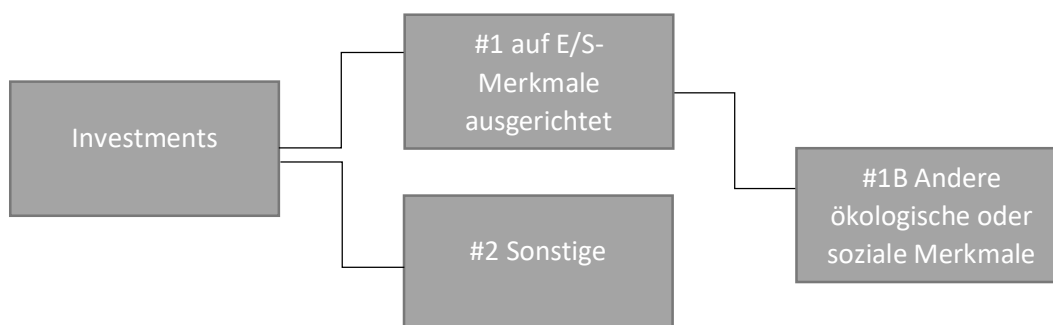 Investments
#1 auf E/S-
Merkmale
ausgerichtet
#2 Sonstige
#1B Andere
ökologische oder
soziale Merkmale